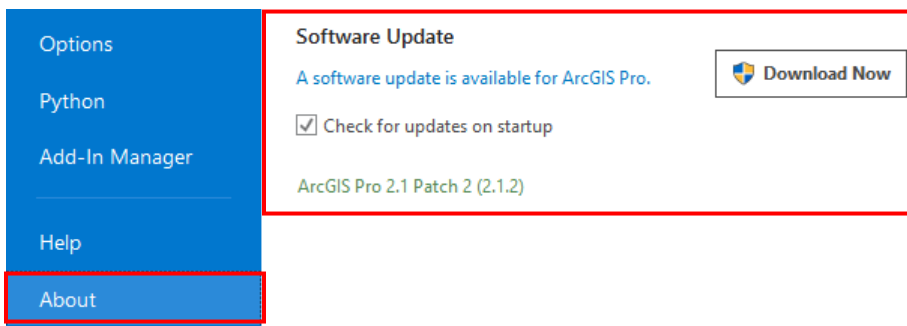 Options
Python
Add-In Manager
Help
About
Software Update
A software update is available for ArcGIS Pro.
Download Now
Check for updates on startup
ArcGIS Pro 2.1 Patch 2 (2.1.2)